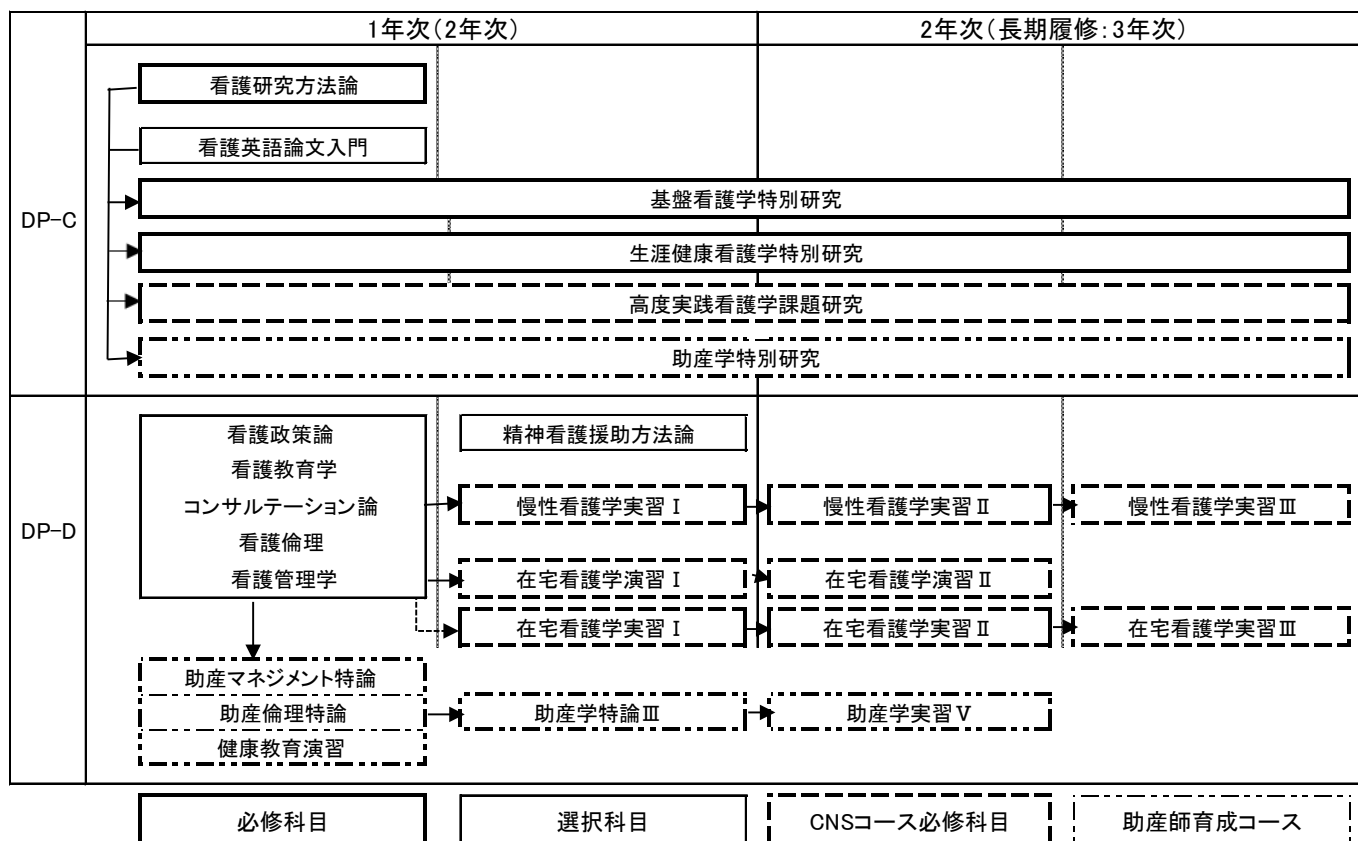 1年次(2年次)
2年次(長期履修:3年次)
DP-C
看護研究方法論
看護英語論文入門
基盤看護学特別研究
生涯健康看護学特別研究
高度実践看護学課題研究
助産学特別研究
DP-D
看護政策論
看護教育学
コンサルテーション論
看護倫理
看護管理学
精神看護援助方法論
慢性看護学実習Ⅰ
慢性看護学実習Ⅱ
慢性看護学実習Ⅲ
在宅看護学演習Ⅰ
在宅看護学演習Ⅱ
在宅看護学実習Ⅰ
在宅看護学実習Ⅱ
在宅看護学実習Ⅲ
助産マネジメント特論
助産倫理特論
健康教育演習
助産学特論Ⅲ
助産学実習Ⅴ
必修科目
選択科目
CNSコース必修科目
助産師育成コース